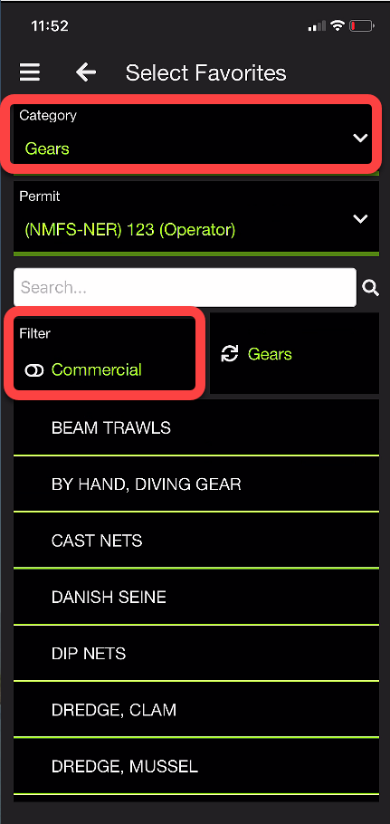 11:52
Select Favorites
Category
Gears
Permit
(NMFS-NER) 123 (Operator)
Search...
Filter
Commercial
Gears
BEAM TRAWLS
BY HAND, DIVING GEAR
CAST NETS
DANISH SEINE
DIP NETS
DREDGE, CLAM
DREDGE, MUSSEL